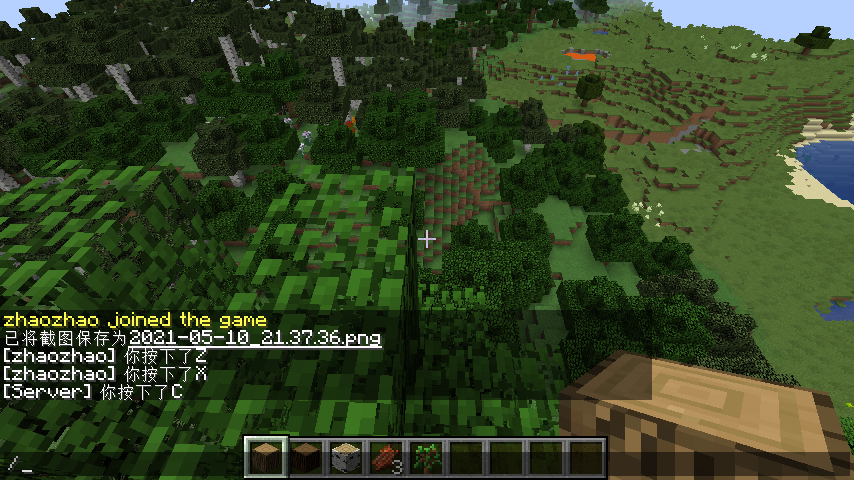 zhaozhao joined the game
已将截图保存为2021-05-10_21.37.36.png
[zhaozhao] 你按下了Z
[zhaozhao] 你按下了X
[Server] 你按下了C
3
/_